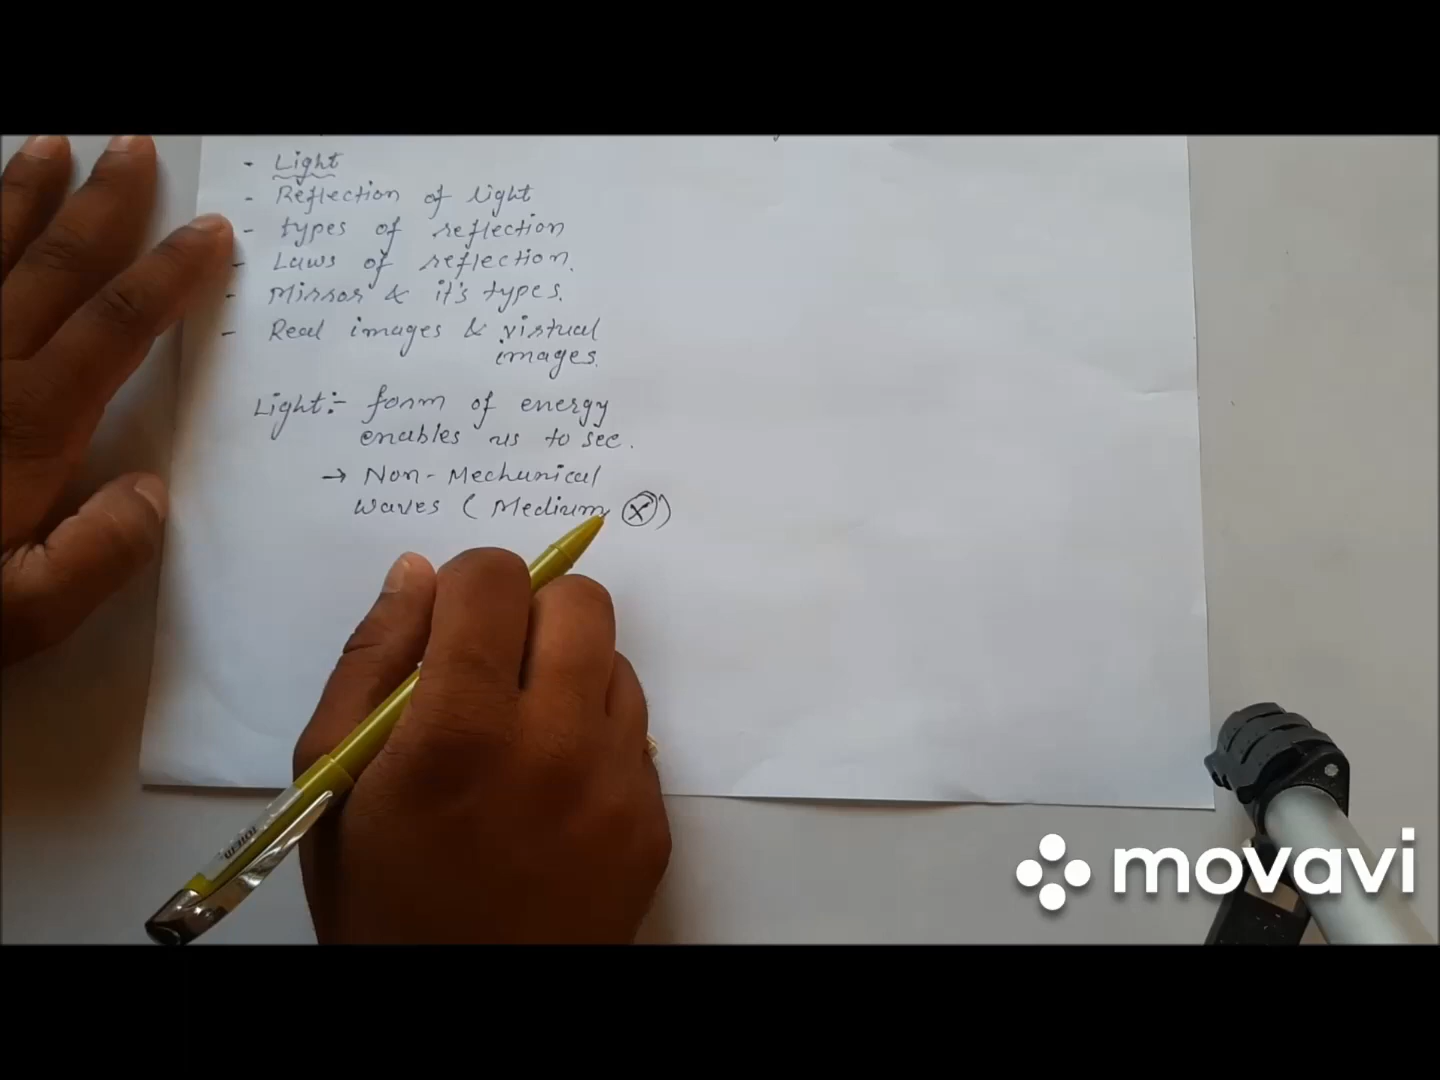 - Light
- Reflection of light
- types of reflection
- Laws of reflection.
- Mirror & it's types.
- Real images & virtual
images.
Light:- form of energy
enables us to see.
→ Non-Mechanical
waves ( Medium X )
movavi